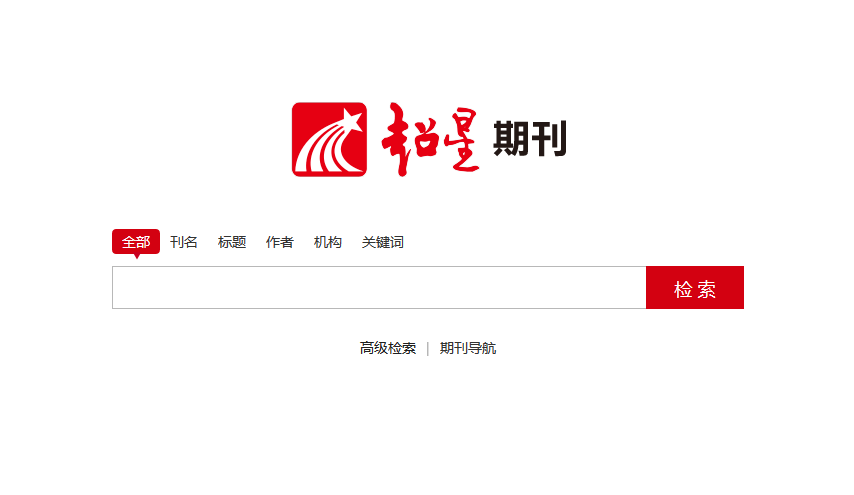 超星 期刊
全部 刊名 标题 作者 机构 关键词
检 索
高级检索 | 期刊导航